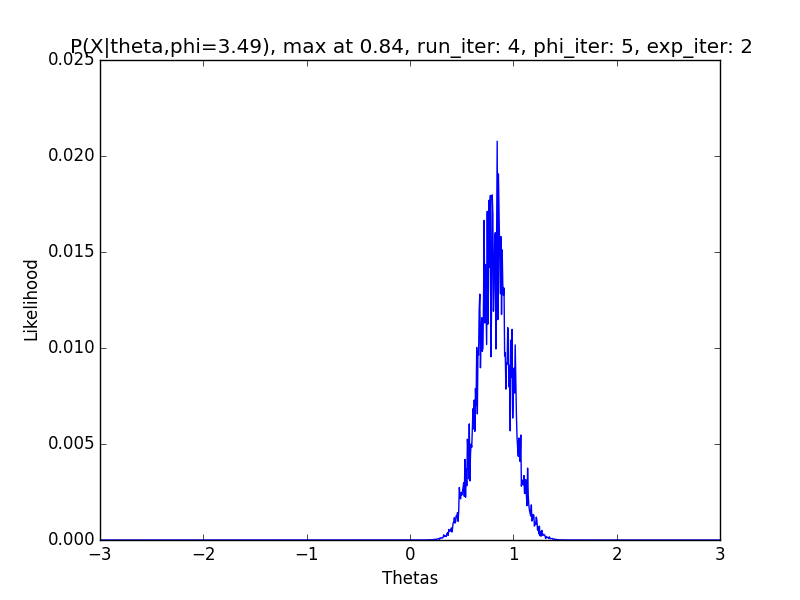 P(X|theta,phi=3.49), max at 0.84, run_iter: 4, phi_iter: 5, exp_iter: 2
0.025
0.020
0.015
0.010
0.005
0.000
Likelihood
−3 −2 −1 0 1 2 3
Thetas